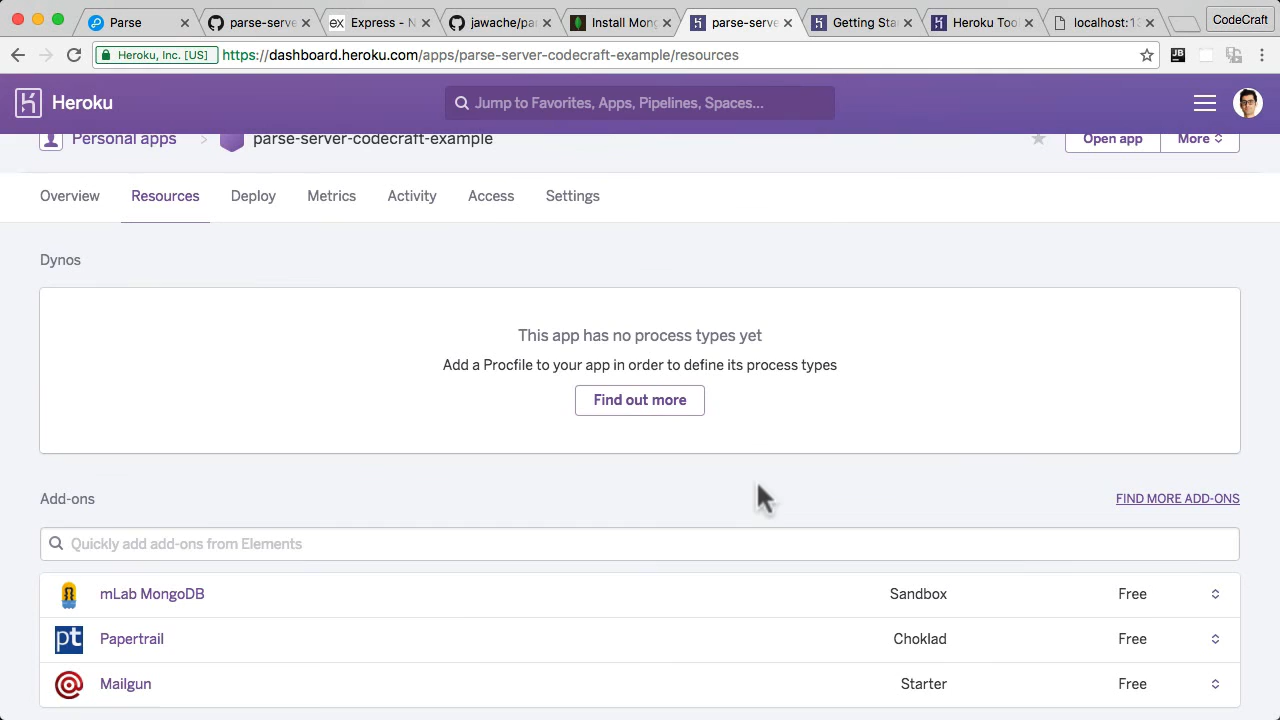 Parse
parse-serve
Express - N
jawache/pa
Install Mong
parse-serve
Getting Sta
Heroku Too
localhost:13
CodeCraft
Heroku, Inc. [US]
https://dashboard.heroku.com/apps/parse-server-codecraft-example/resources
JB
Heroku
Jump to Favorites, Apps, Pipelines, Spaces...
Personal apps > parse-server-codecraft-example
Open app
More
Overview
Resources
Deploy
Metrics
Activity
Access
Settings
Dynos
This app has no process types yet
Add a Procfile to your app in order to define its process types
Find out more
Add-ons
FIND MORE ADD-ONS
Quickly add add-ons from Elements
mLab MongoDB Sandbox Free
pt Papertrail Choklad Free
Mailgun Starter Free